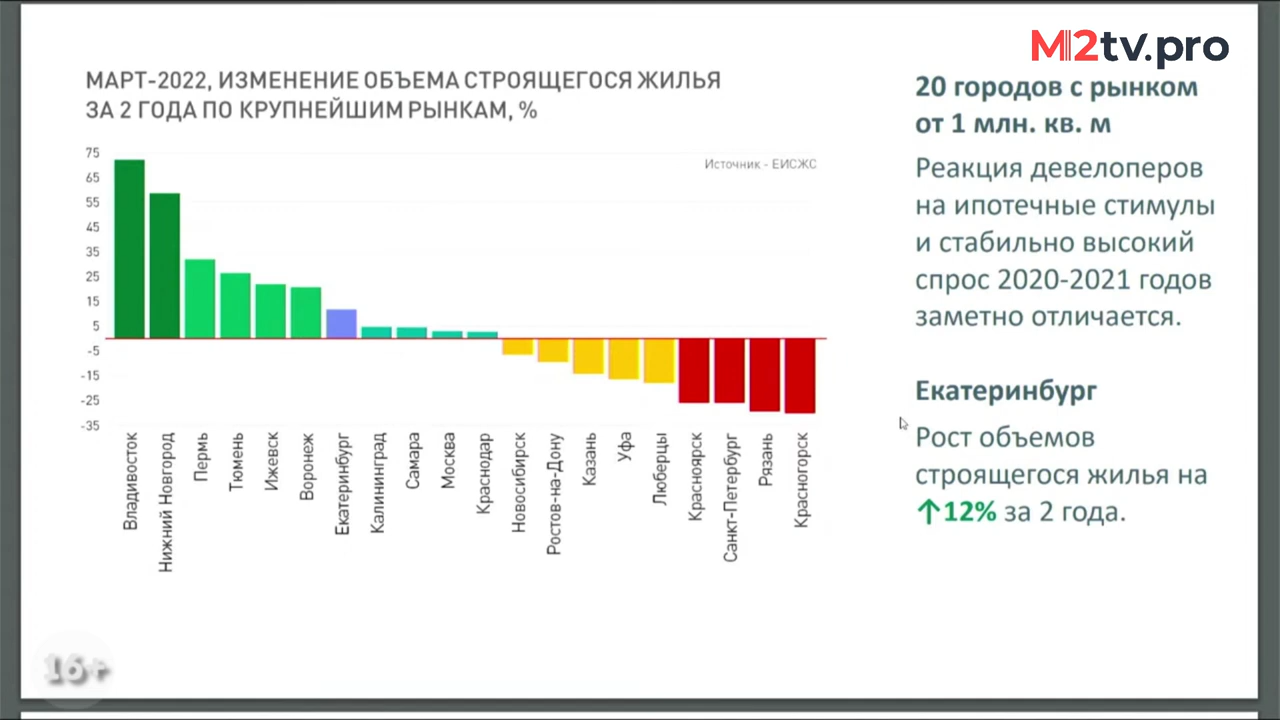 M2tv.pro
МАРТ-2022, ИЗМЕНЕНИЕ ОБЪЕМА СТРОЯЩЕГОСЯ ЖИЛЬЯ
ЗА 2 ГОДА ПО КРУПНЕЙШИМ РЫНКАМ, %
Источник - ЕИСЖС
75
65
55
45
35
25
15
5
-5
-15
-25
-35
Владивосток
Нижний Новгород
Пермь
Тюмень
Ижевск
Воронеж
Екатеринбург
Калининград
Самара
Москва
Краснодар
Новосибирск
Ростов-на-Дону
Казань
Уфа
Люберцы
Красноярск
Санкт-Петербург
Рязань
Красногорск
20 городов с рынком
от 1 млн. кв. м
Реакция девелоперов
на ипотечные стимулы
и стабильно высокий
спрос 2020-2021 годов
заметно отличается.
Екатеринбург
Рост объемов
строящегося жилья на
↑12% за 2 года.
16+